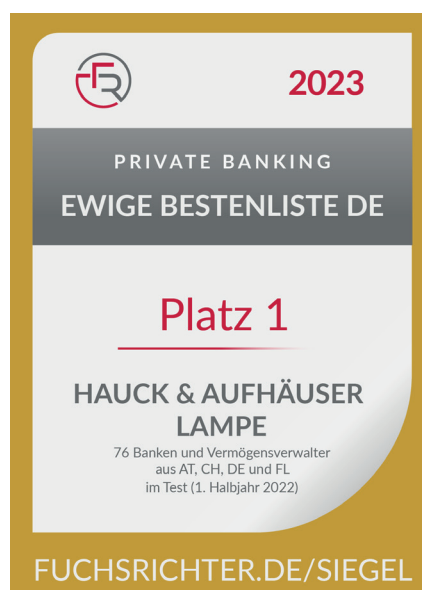 FR
2023
PRIVATE BANKING
EWIGE BESTENLISTE DE
Platz 1
HAUCK & AUFHÄUSER
LAMPE
76 Banken und Vermögensverwalter
aus AT, CH, DE und FL
im Test (1. Halbjahr 2022)
FUCHSRICHTER.DE/SIEGEL